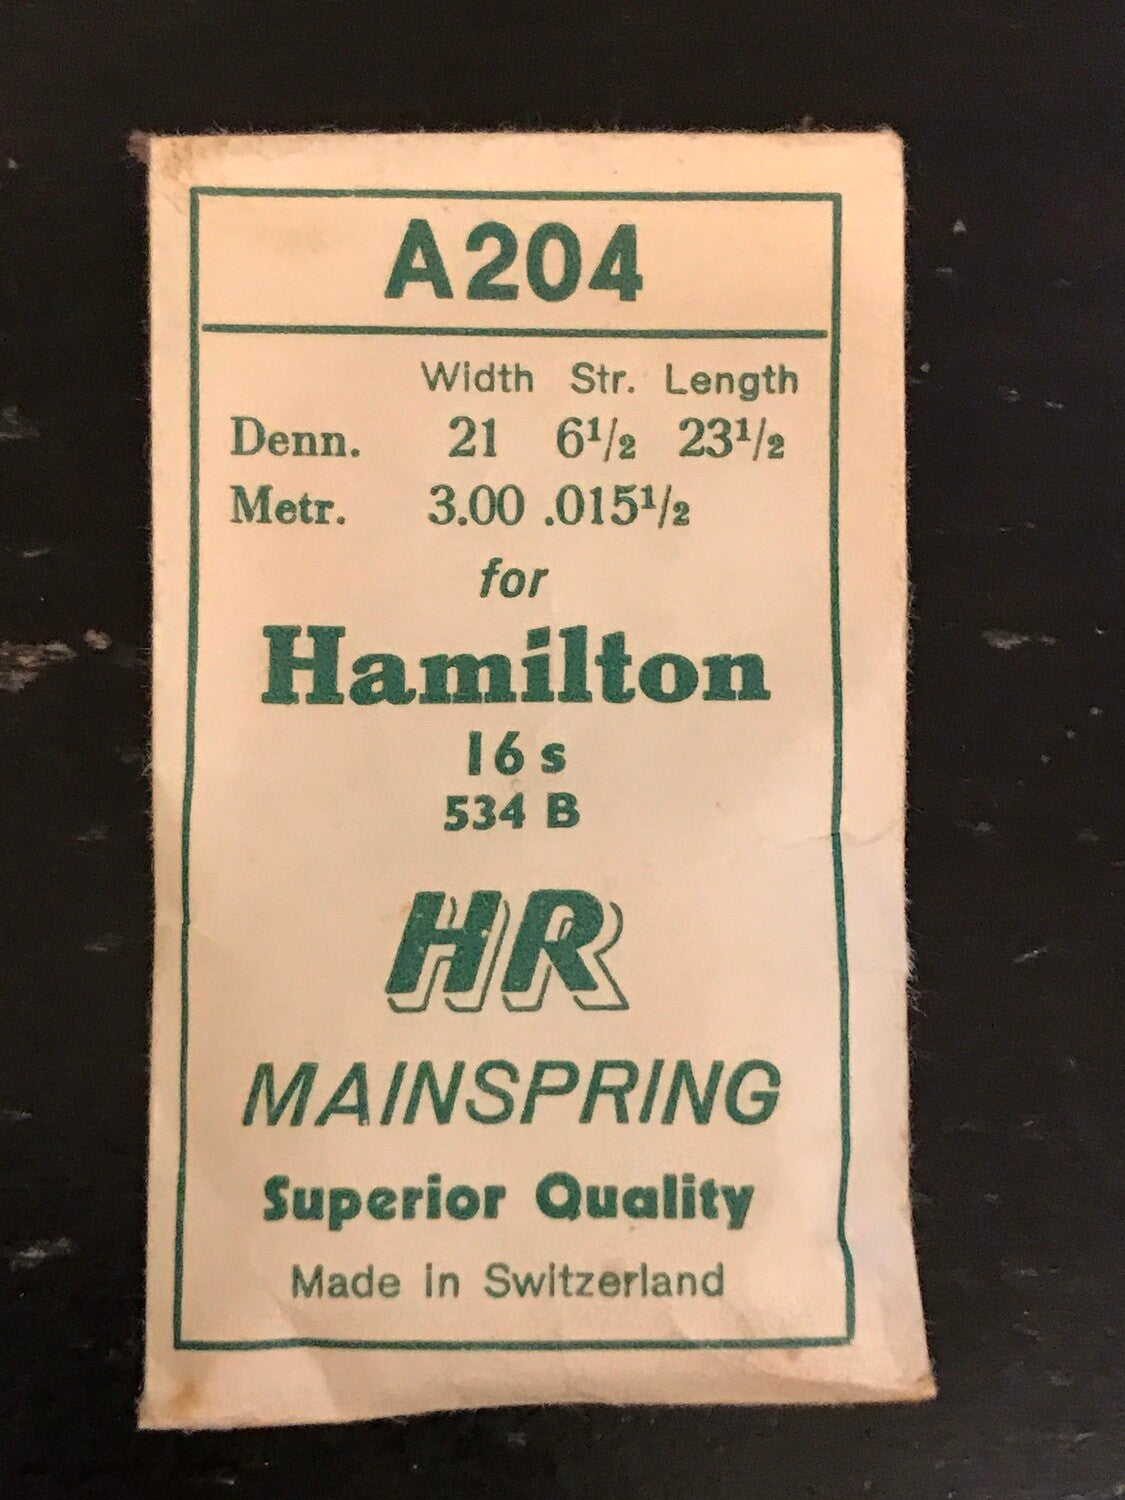 A204
Width Str. Length
Denn. 21 6½ 23½
Metr. 3.00 .015½
for
Hamilton
16 s
534 B
HR
MAINSPRING
Superior Quality
Made in Switzerland